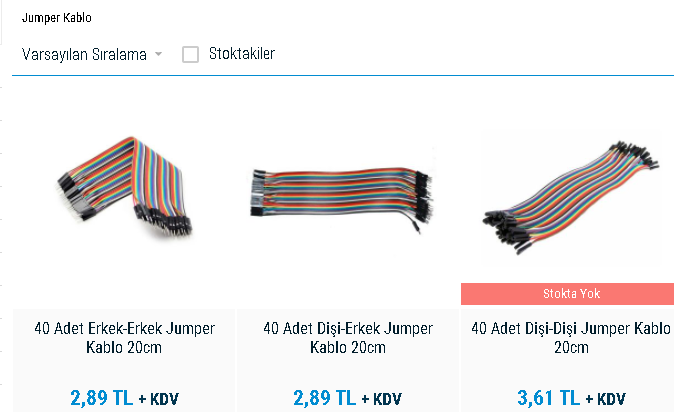 Jumper Kablo
Varsayılan Sıralama
Stoktakiler
Stokta Yok
40 Adet Erkek-Erkek Jumper
Kablo 20cm
2,89 TL + KDV
40 Adet Dişi-Erkek Jumper
Kablo 20cm
2,89 TL + KDV
40 Adet Dişi-Dişi Jumper Kablo
20cm
3,61 TL + KDV